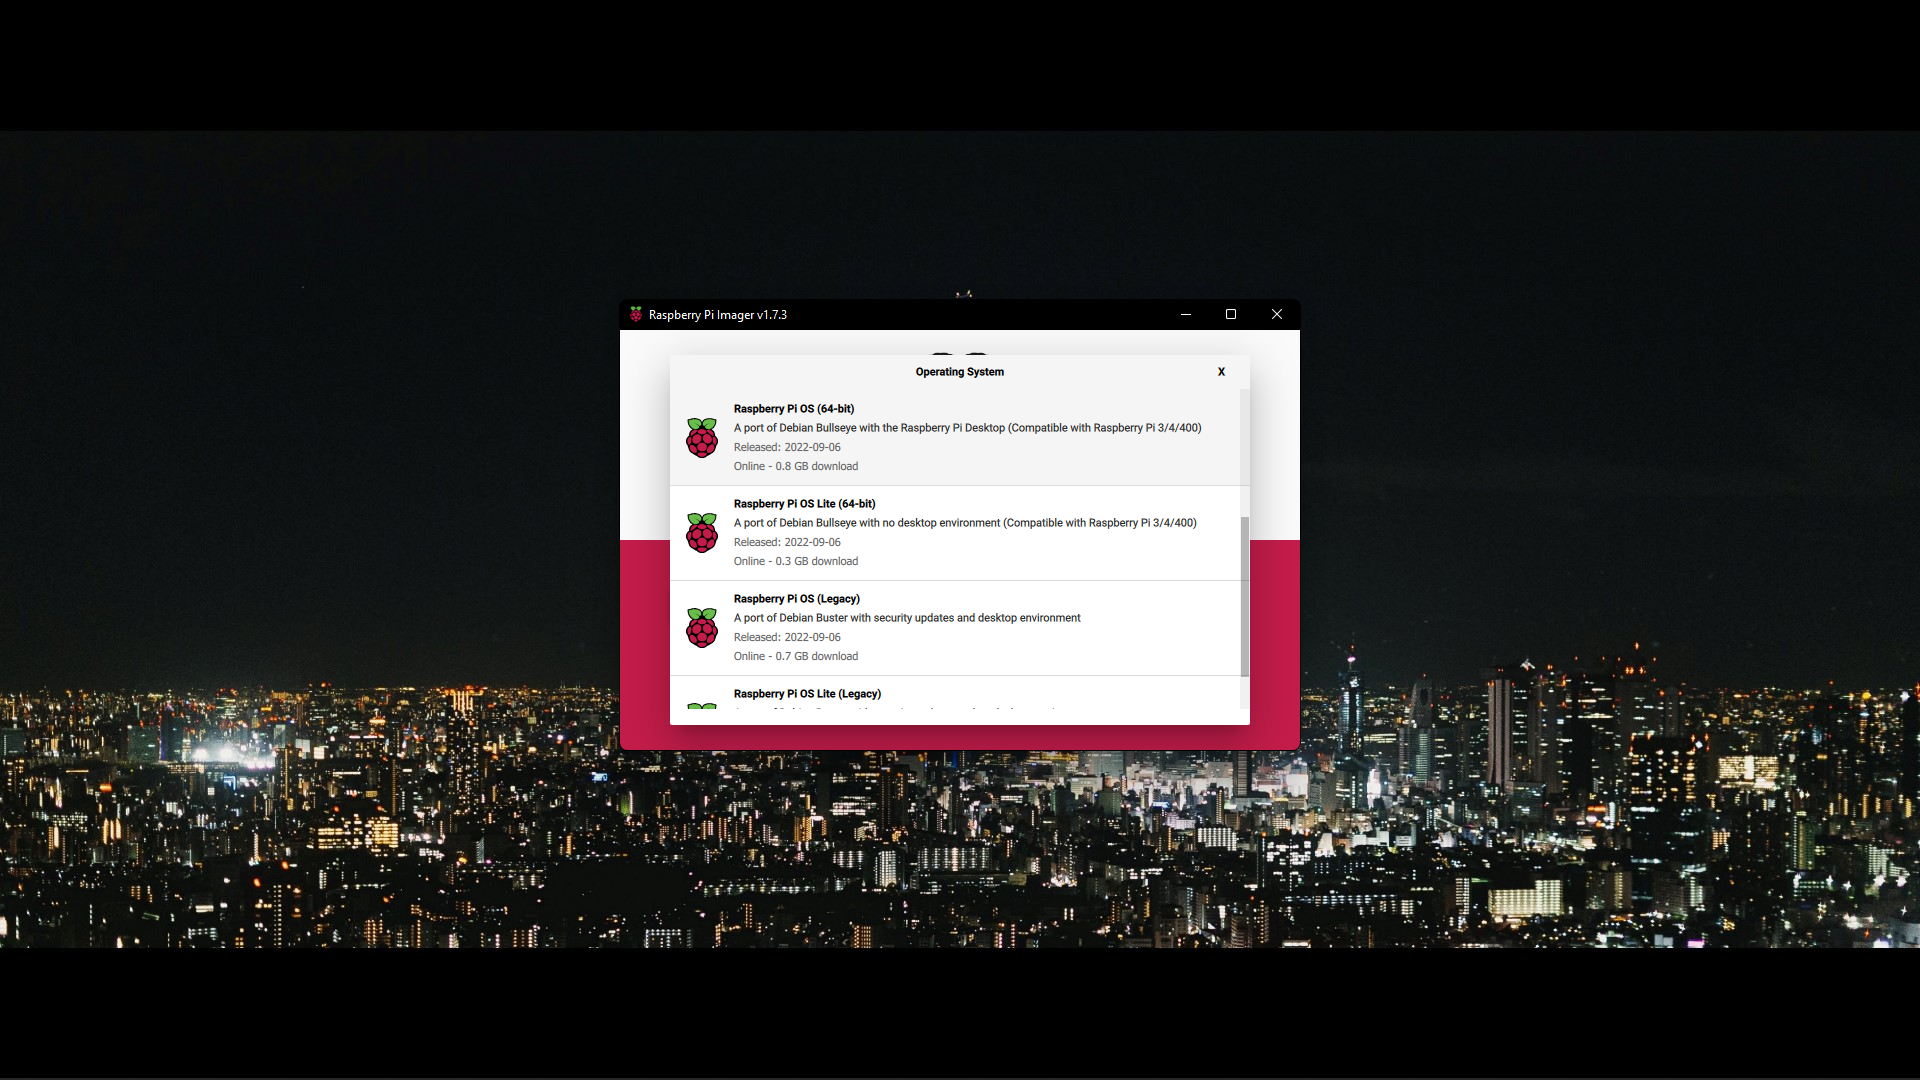 Raspberry Pi Imager v1.7.3
Operating System
X
Raspberry Pi OS (64-bit)
A port of Debian Bullseye with the Raspberry Pi Desktop (Compatible with Raspberry Pi 3/4/400)
Released: 2022-09-06
Online - 0.8 GB download
Raspberry Pi OS Lite (64-bit)
A port of Debian Bullseye with no desktop environment (Compatible with Raspberry Pi 3/4/400)
Released: 2022-09-06
Online - 0.3 GB download
Raspberry Pi OS (Legacy)
A port of Debian Buster with security updates and desktop environment
Released: 2022-09-06
Online - 0.7 GB download
Raspberry Pi OS Lite (Legacy)